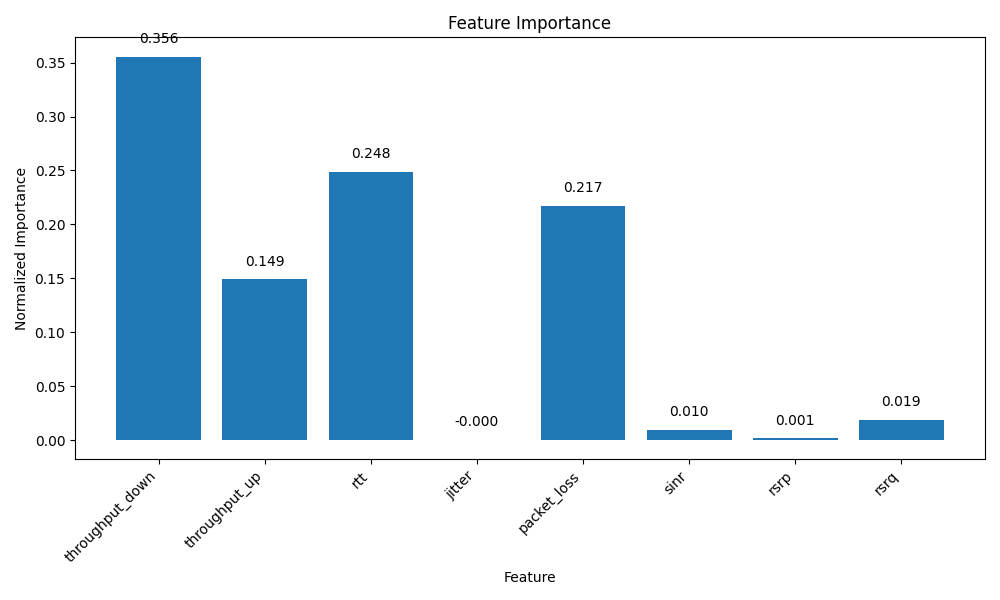 Feature Importance
0.356
0.35
0.30
0.248
0.25
0.217
0.20
0.149
0.15
0.10
0.05
0.019
0.010
-0.000
0.001
0.00
Normalized Importance
throughput_down
throughput_up
rtt
jitter
packet_loss
sinr
rsrp
rsrq
Feature